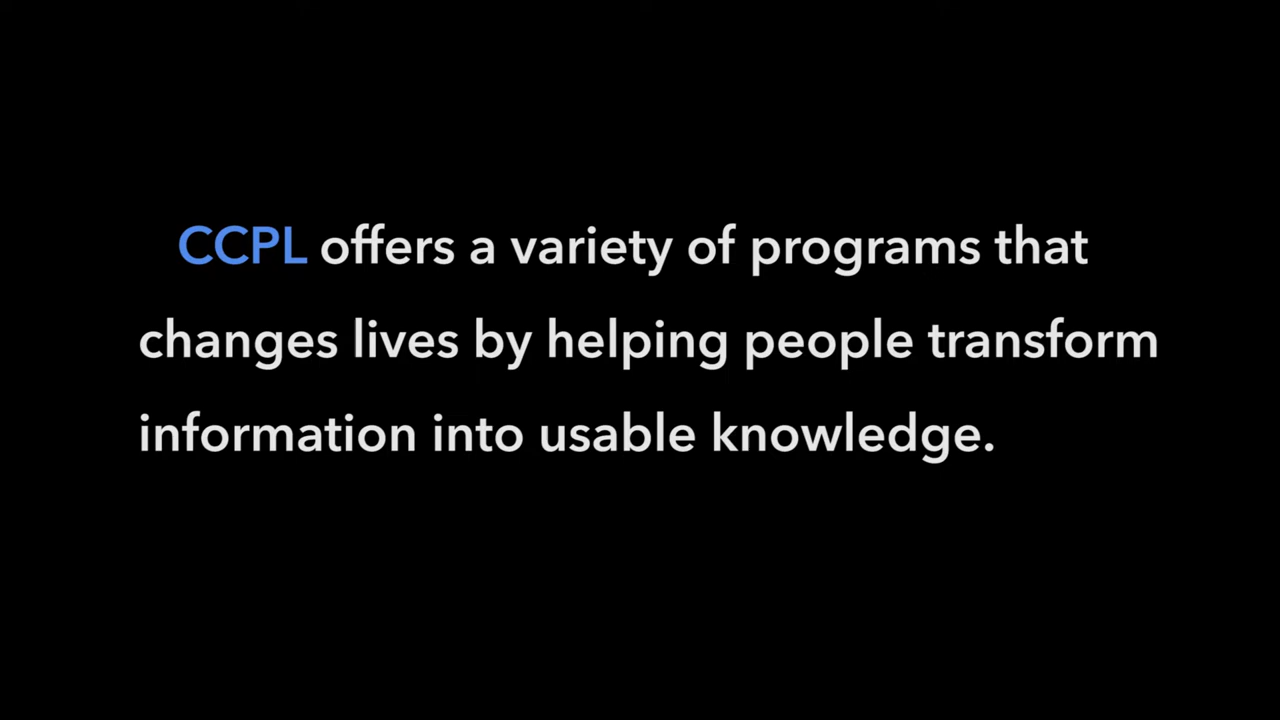 CCPL offers a variety of programs that
changes lives by helping people transform
information into usable knowledge.